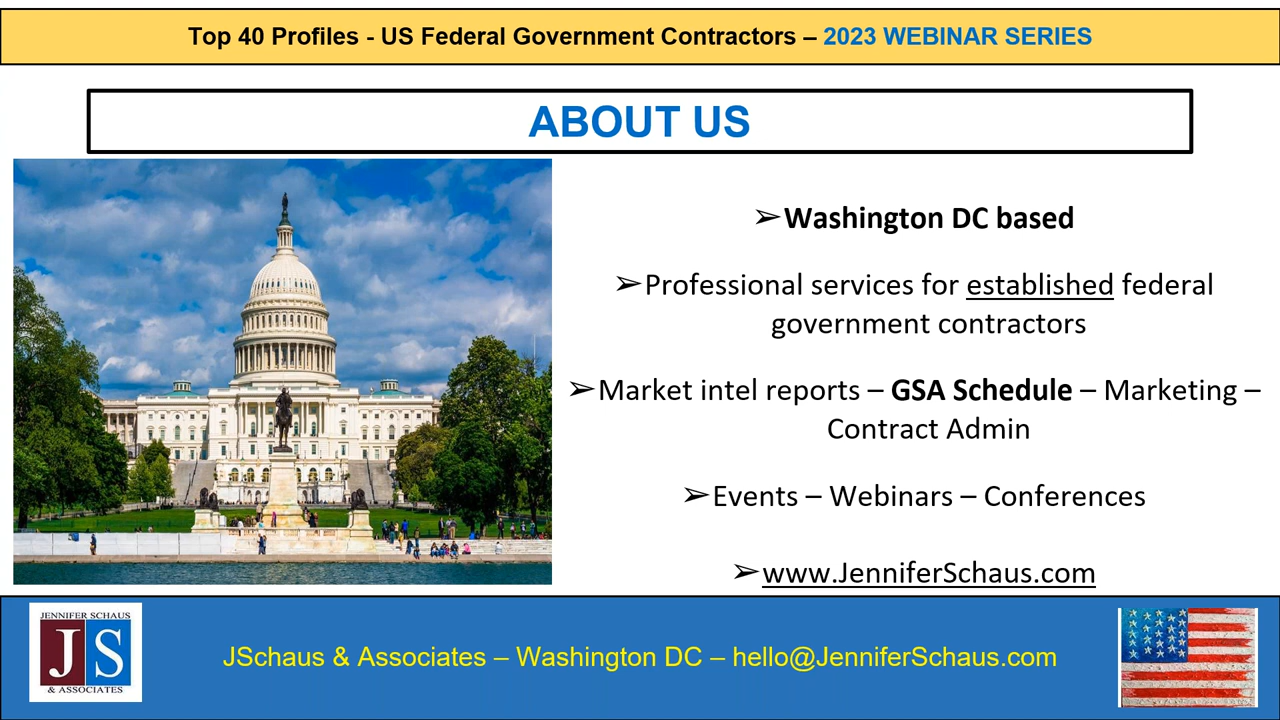 Top 40 Profiles - US Federal Government Contractors – 2023 WEBINAR SERIES
ABOUT US
➢Washington DC based
➢Professional services for established federal
government contractors
➢Market intel reports – GSA Schedule – Marketing –
Contract Admin
➢Events – Webinars – Conferences
➢www.JenniferSchaus.com
JENNIFER SCHAUS
JS
& ASSOCIATES
JSchaus & Associates – Washington DC – hello@JenniferSchaus.com